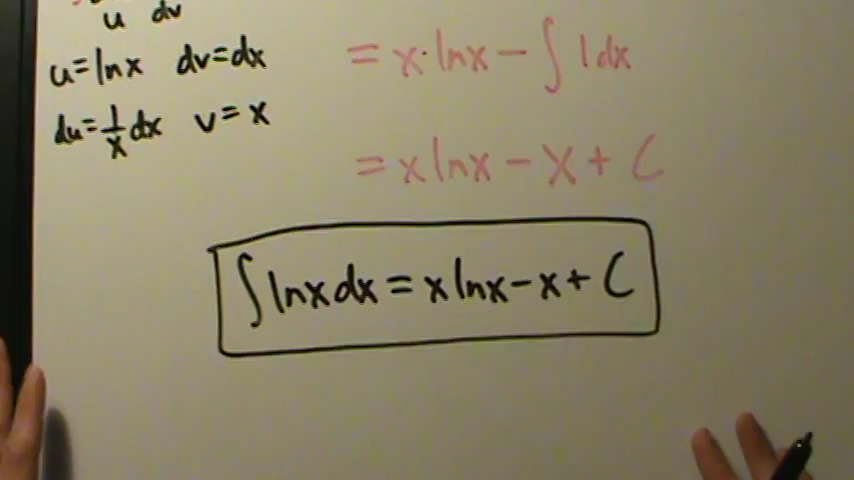 u dv
u=lnx dv=dx
du=1/x dx v=x
= x·lnx − ∫ 1dx
= xlnx − x + C
∫lnxdx = xlnx−x+C